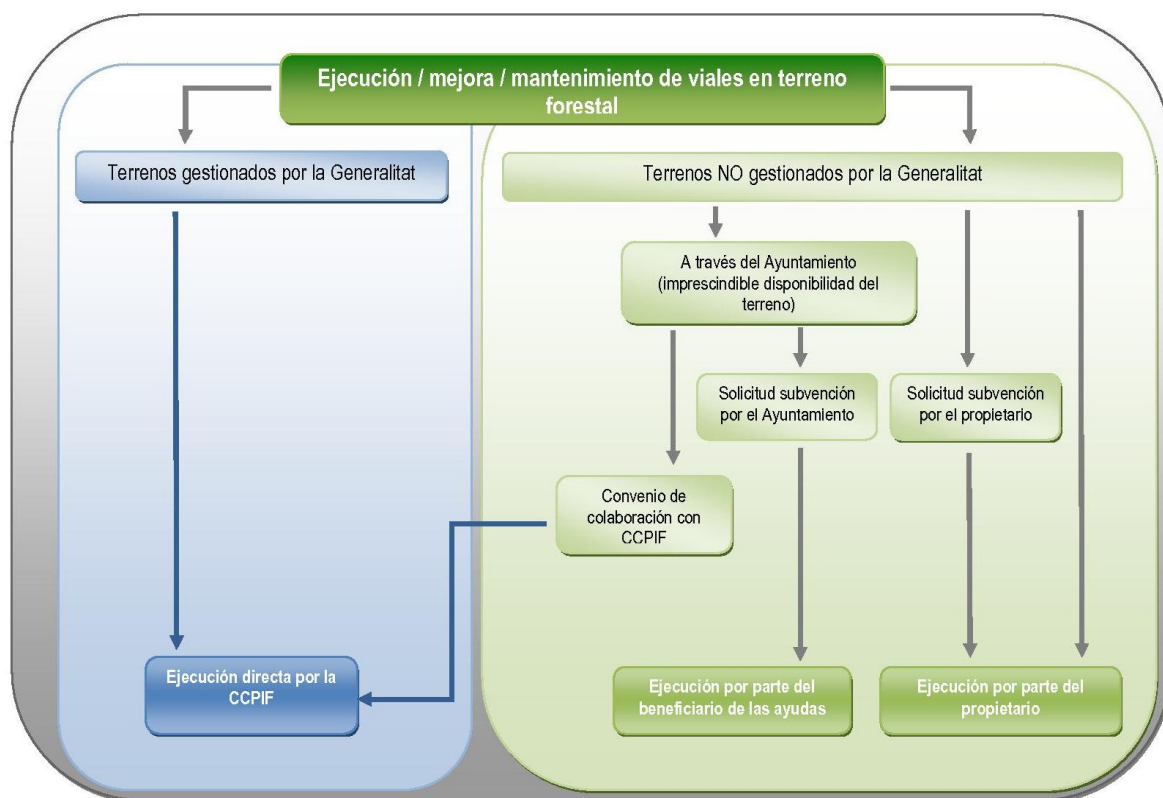 Ejecución / mejora / mantenimiento de viales en terreno
forestal
Terrenos gestionados por la Generalitat
Terrenos NO gestionados por la Generalitat
A través del Ayuntamiento
(imprescindible disponibilidad del
terreno)
Solicitud subvención
por el Ayuntamiento
Solicitud subvención
por el propietario
Convenio de
colaboración con
CCPIF
Ejecución directa por la
CCPIF
Ejecución por parte del
beneficiario de las ayudas
Ejecución por parte del
propietario